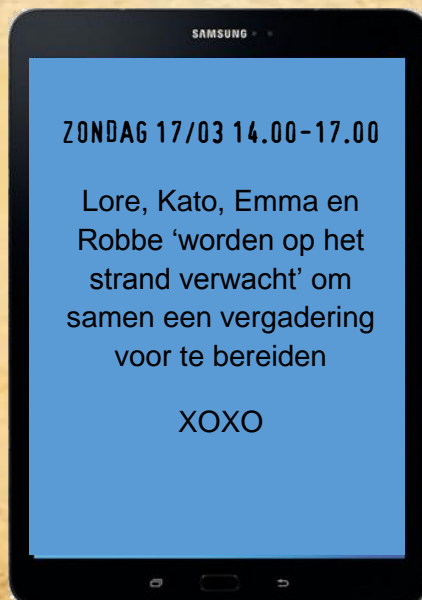 SAMSUNG
ZONDAG 17/03 14.00-17.00
Lore, Kato, Emma en
Robbe ‘worden op het
strand verwacht’ om
samen een vergadering
voor te bereiden
XOXO